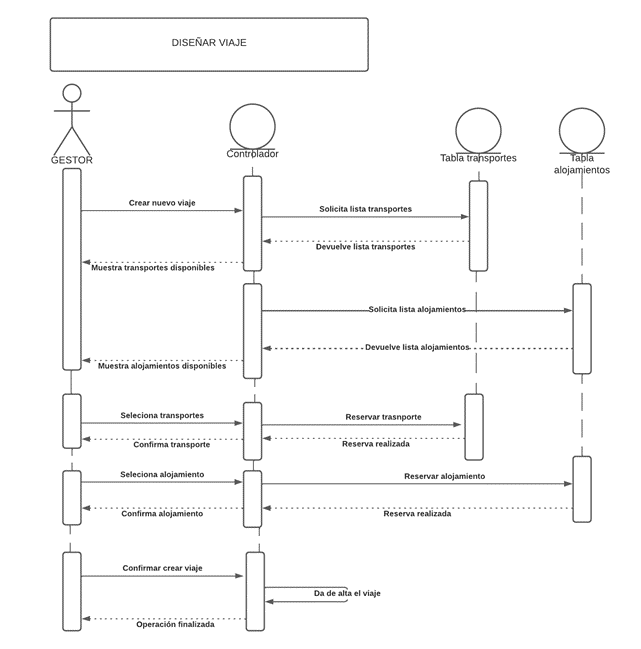 DISEÑAR VIAJE
GESTOR
Controlador
Tabla transportes
Tabla
alojamientos
Crear nuevo viaje
Solicita lista transportes
Devuelve lista transportes
Muestra transportes disponibles
Solicita lista alojamientos
Devuelve lista alojamientos
Muestra alojamientos disponibles
Seleciona transportes
Reservar trasnporte
Confirma transporte
Reserva realizada
Seleciona alojamiento
Reservar alojamiento
Confirma alojamiento
Reserva realizada
Confirmar crear viaje
Da de alta el viaje
Operación finalizada